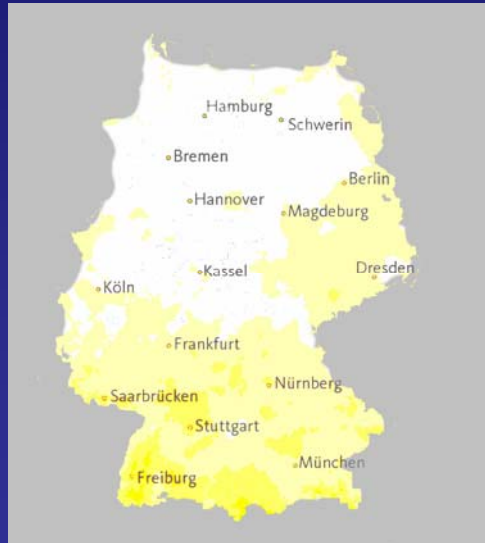 Hamburg
Schwerin
Bremen
Berlin
Hannover
Magdeburg
Kassel
Dresden
Köln
Frankfurt
Nürnberg
Saarbrücken
Stuttgart
München
Freiburg